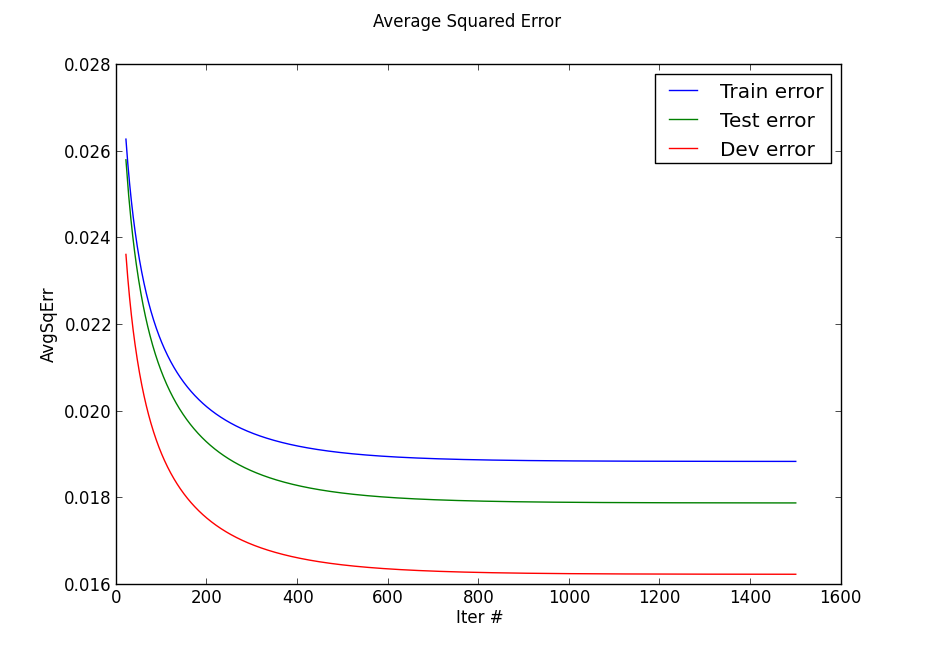 Average Squared Error
0.028
0.026
0.024
0.022
0.020
0.018
0.016
AvgSqErr
Train error
Test error
Dev error
0 200 400 600 800 1000 1200 1400 1600
Iter #